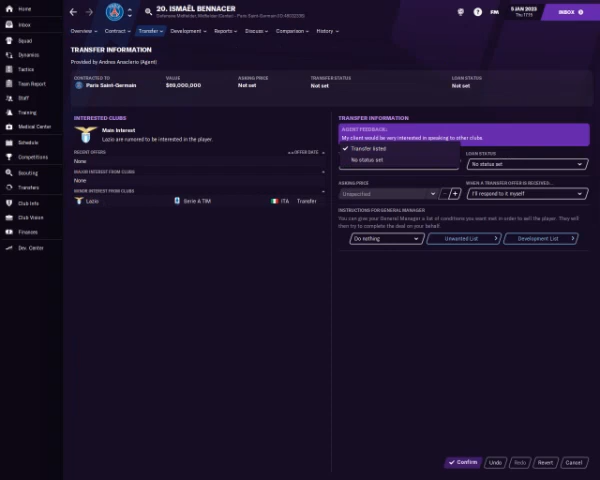 Home
Inbox
Squad
Dynamics
Tactics
Team Report
Staff
Training
Medical Center
Schedule
Competitions
Scouting
Transfers
Club Info
Club Vision
Finances
Dev. Center
20. ISMAËL BENNACER
FM
5 JAN 2023
INBOX
Overview
Contract
Transfer
Development
Reports
Discuss
Comparison
History
TRANSFER INFORMATION
Provided by Andrea Areclerio (Agent)
CONTRACTED TO
Paris Saint-Germain
VALUE
ASKING PRICE
Not set
TRANSFER STATUS
Not set
LOAN STATUS
Not set
INTERESTED CLUBS
Main Interest
Lazio are rumored to be interested in the player.
RECENT OFFERS
OFFER DATE
None
MAJOR INTEREST FROM CLUBS
None
MINOR INTEREST FROM CLUBS
Lazio
Serie A TIM
ITA
Transfer
TRANSFER INFORMATION
AGENT FEEDBACK:
My client would be very interested in speaking to other clubs.
Transfer listed
No status set
LOAN STATUS
No status set
ASKING PRICE
Unspecified
WHEN A TRANSFER OFFER IS RECEIVED...
I'll respond to it myself
INSTRUCTIONS FOR GENERAL MANAGER
You can give your General Manager a list of conditions you want met in order to sell the player. They will
then try to complete the deal on your behalf.
Do nothing
Unwanted List
Development List
Confirm
Undo
Redo
Revert
Cancel